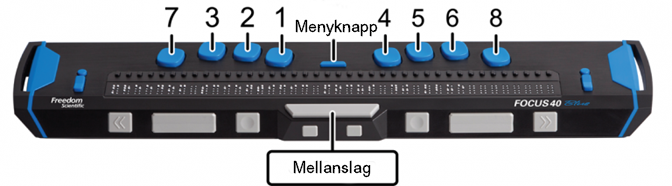 7 3 2 1 Menyknapp 4 5 6 8
Freedom
Scientific
FOCUS 40
Mellanslag